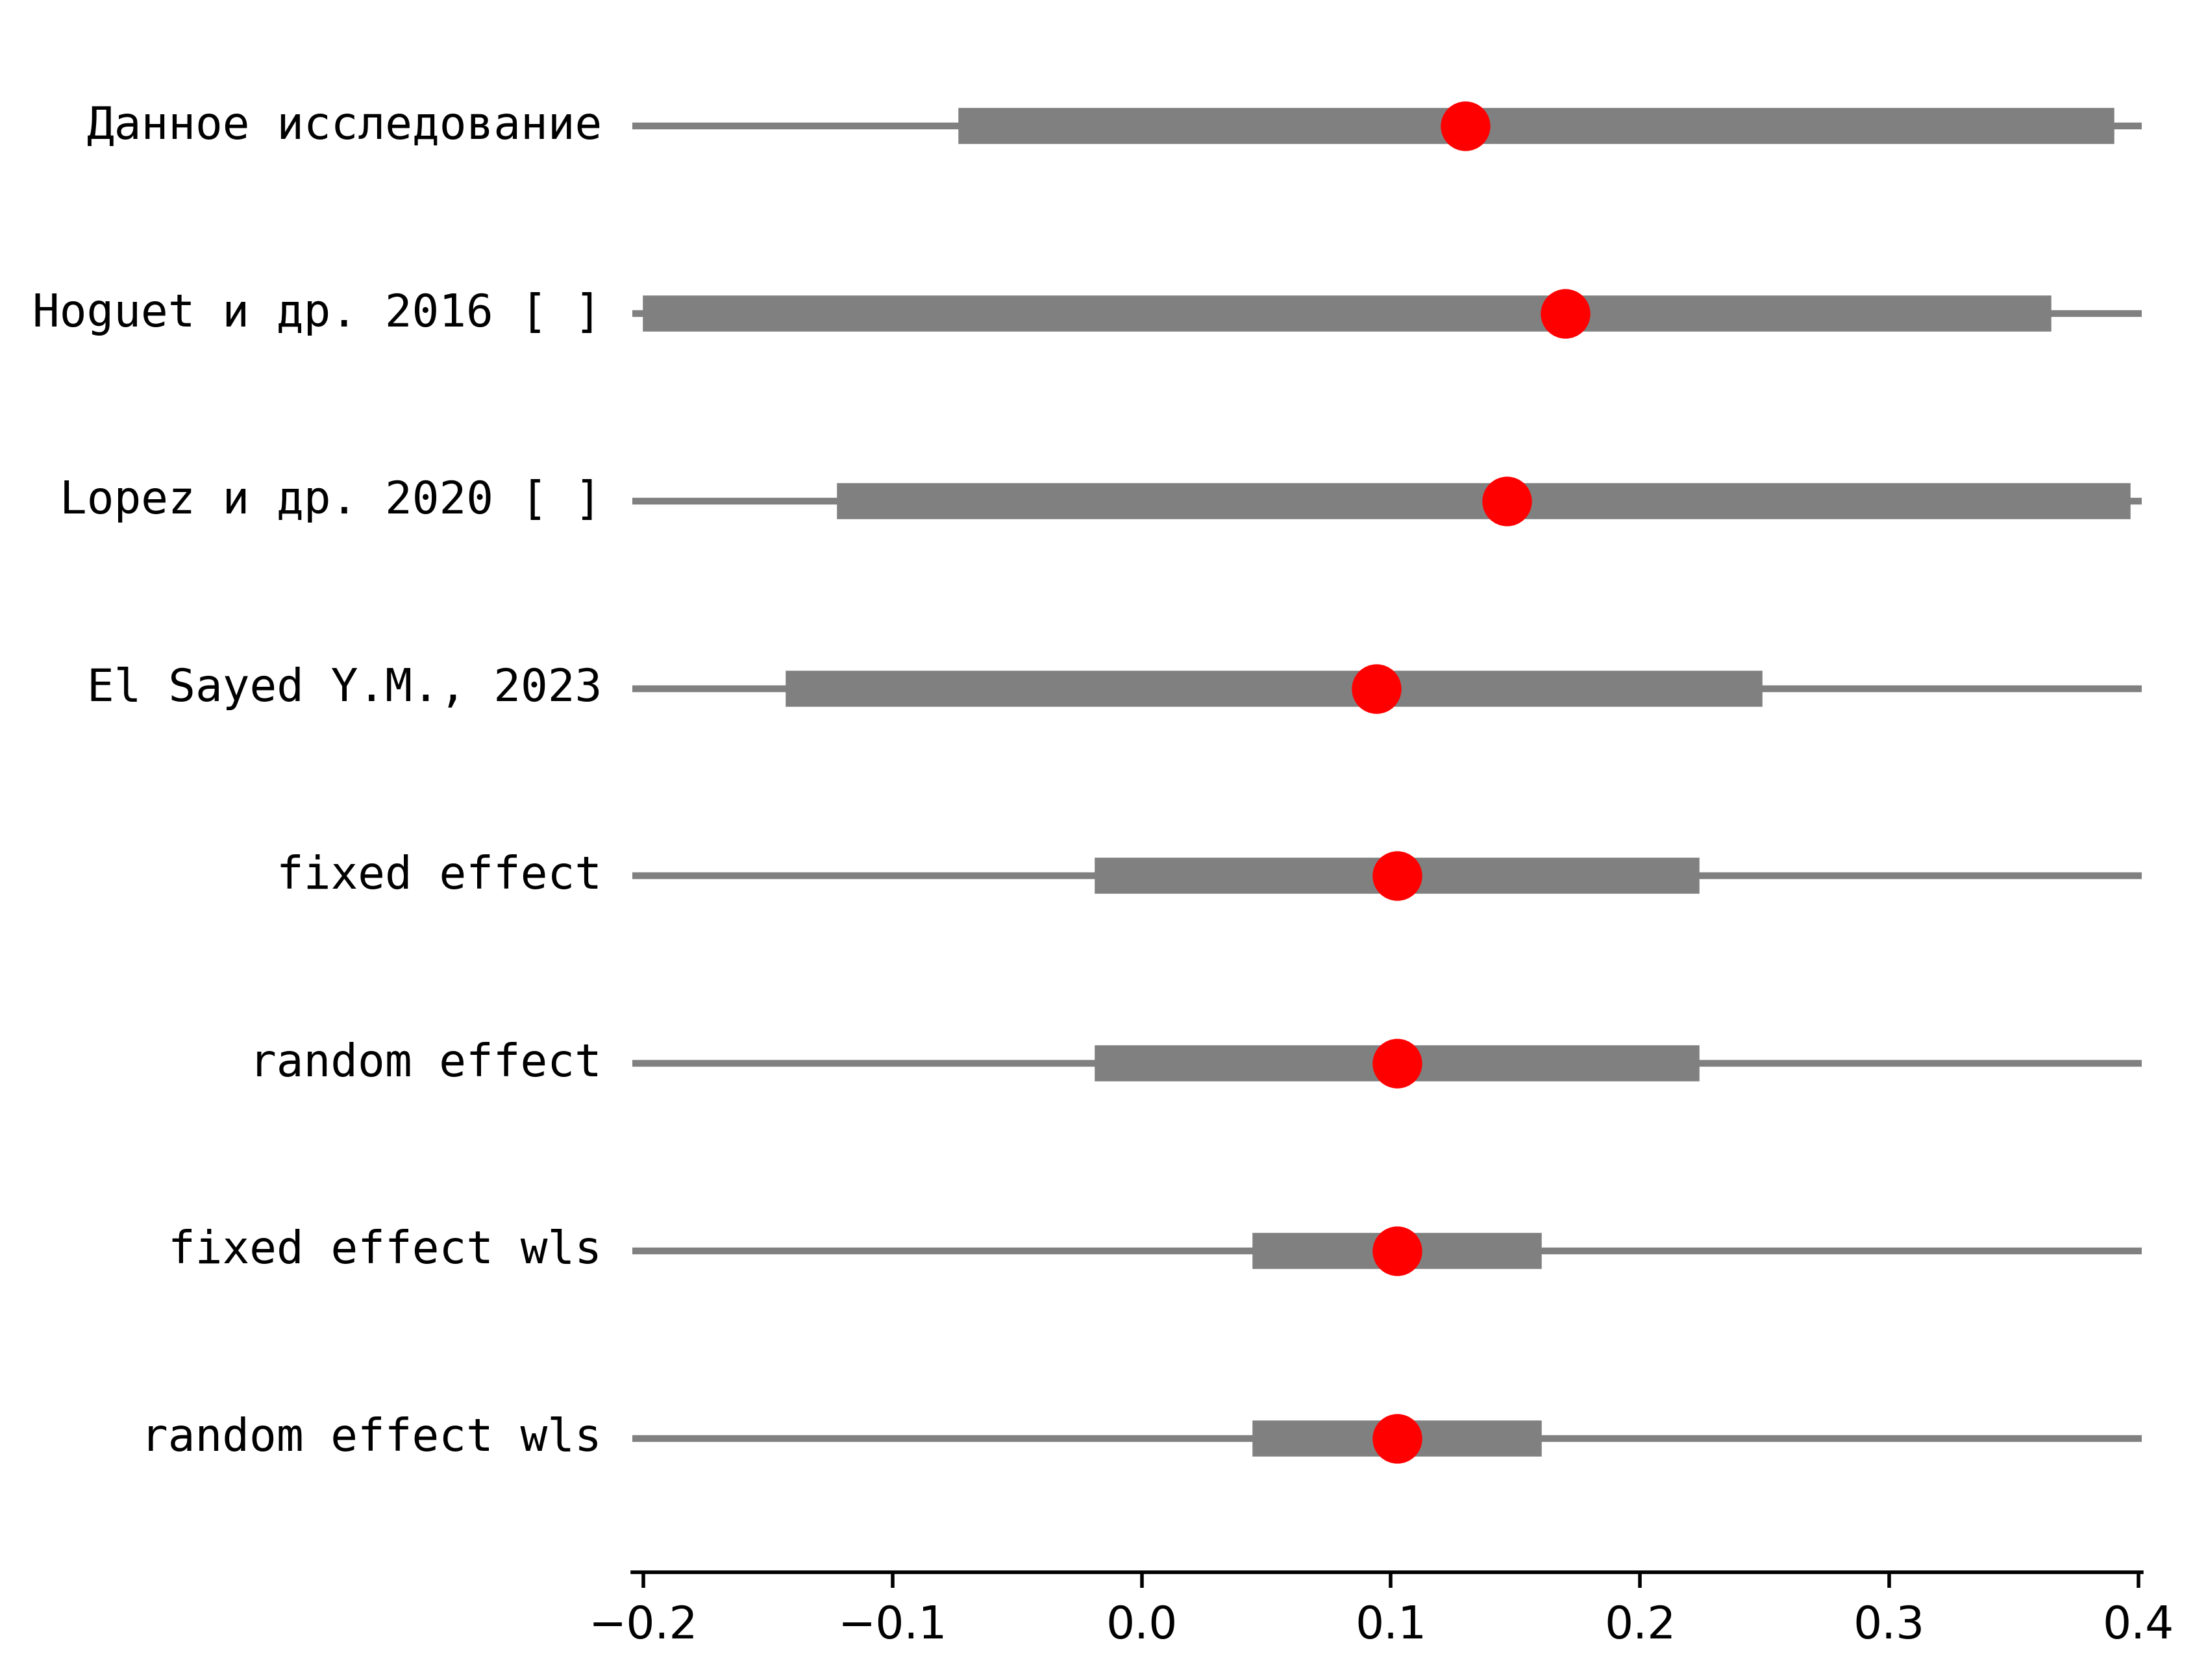 Данное исследование
Hoguet и др. 2016 [ ]
Lopez и др. 2020 [ ]
El Sayed Y.M., 2023
fixed effect
random effect
fixed effect wls
random effect wls
−0.2 −0.1 0.0 0.1 0.2 0.3 0.4